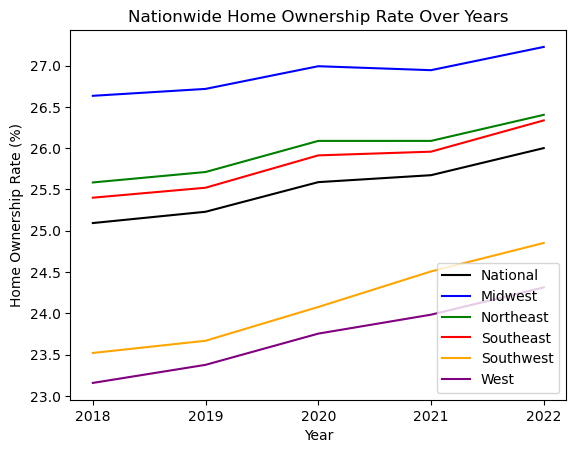 Nationwide Home Ownership Rate Over Years
Home Ownership Rate (%)
27.0
26.5
26.0
25.5
25.0
24.5
24.0
23.5
23.0
National
Midwest
Northeast
Southeast
Southwest
West
2018 2019 2020 2021 2022
Year